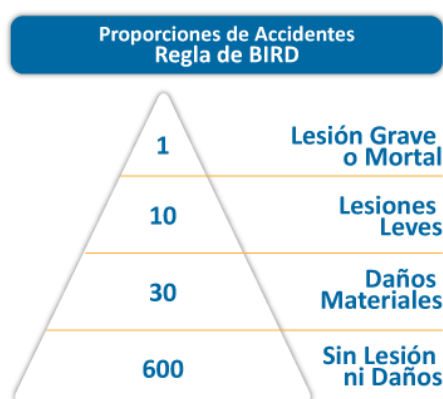 Proporciones de Accidentes
Regla de BIRD
1
Lesión Grave
o Mortal
10
Lesiones
Leves
30
Daños
Materiales
600
Sin Lesión
ni Daños